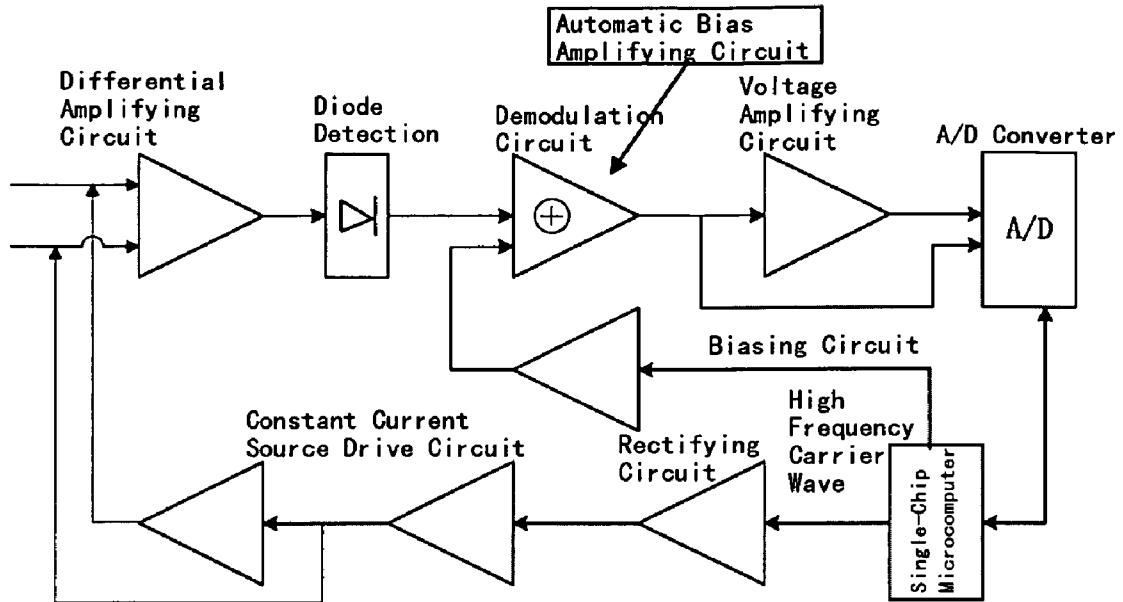 Automatic Bias
Amplifying Circuit
Differential
Amplifying
Circuit
Diode
Detection
Demodulation
Circuit
Voltage
Amplifying
Circuit
A/D Converter
A/D
Biasing Circuit
High
Frequency
Carrier
Wave
Constant Current
Source Drive Circuit
Rectifying
Circuit
Single-Chip
Microcomputer